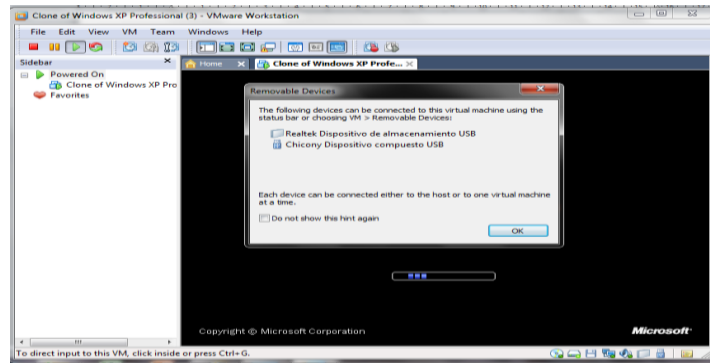 Clone of Windows XP Professional (3) - VMware Workstation
File Edit View VM Team Windows Help
Sidebar
Home
Clone of Windows XP Profe...
Powered On
Clone of Windows XP Pro
Favorites
Removable Devices
The following devices can be connected to this virtual machine using the
status bar or choosing VM > Removable Devices:
Realtek Dispositivo de almacenamiento USB
Chicony Dispositivo compuesto USB
Each device can be connected either to the host or to one virtual machine
at a time.
Do not show this hint again
OK
Copyright © Microsoft Corporation
Microsoft
To direct input to this VM, click inside or press Ctrl+G.